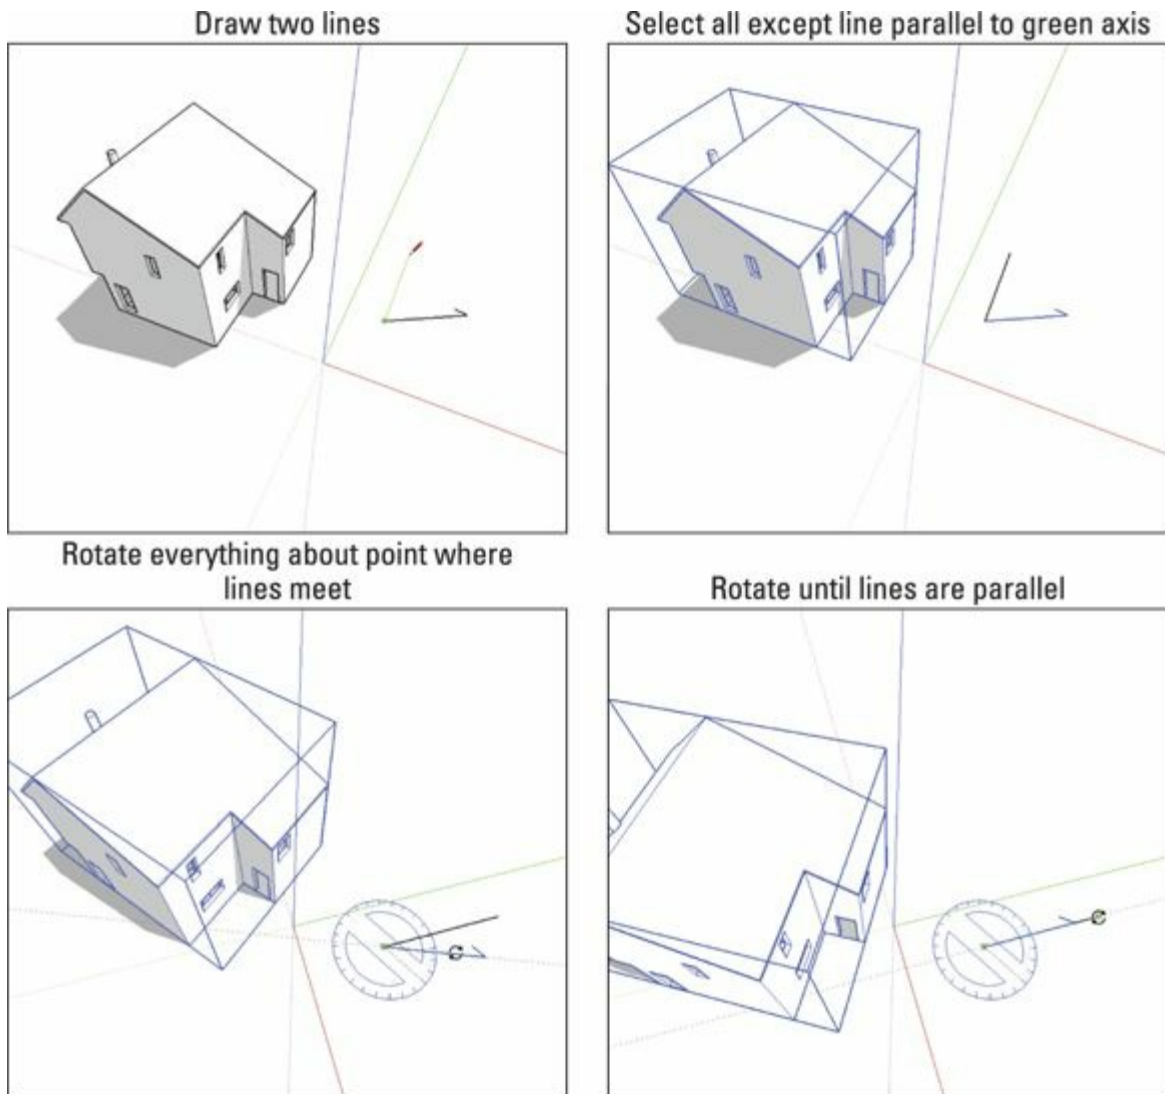 Draw two lines
Select all except line parallel to green axis
Rotate everything about point where
lines meet
Rotate until lines are parallel